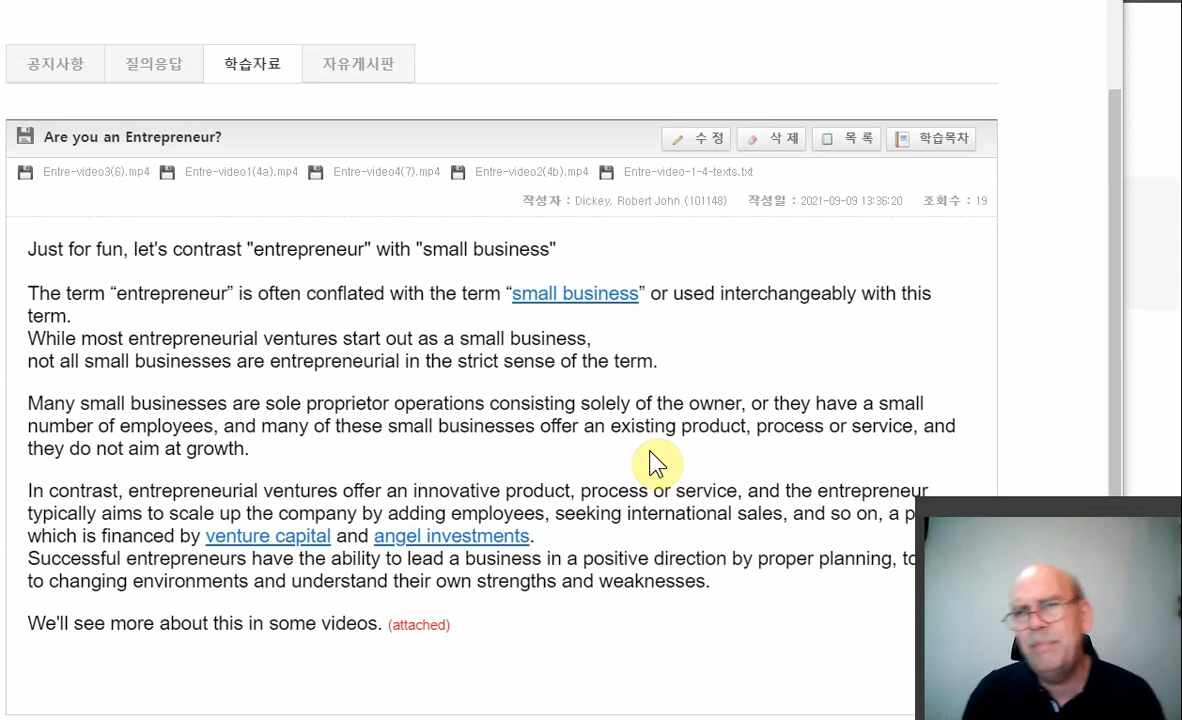 공지사항 질의응답 학습자료 자유게시판
Are you an Entrepreneur? 수 정 삭 제 목 록 학습목차
Entre-video3(6).mp4 Entre-video1(4a).mp4 Entre-video4(7).mp4 Entre-video2(4b).mp4 Entre-video-1-4-texts.txt
작성자 : Dickey, Robert John (101148) 작성일 : 2021-09-09 13:36:20 조회수 : 19
Just for fun, let's contrast "entrepreneur" with "small business"
The term “entrepreneur” is often conflated with the term “small business” or used interchangeably with this
term.
While most entrepreneurial ventures start out as a small business,
not all small businesses are entrepreneurial in the strict sense of the term.
Many small businesses are sole proprietor operations consisting solely of the owner, or they have a small
number of employees, and many of these small businesses offer an existing product, process or service, and
they do not aim at growth.
In contrast, entrepreneurial ventures offer an innovative product, process or service, and the entrepreneur
typically aims to scale up the company by adding employees, seeking international sales, and so on, a
which is financed by venture capital and angel investments.
Successful entrepreneurs have the ability to lead a business in a positive direction by proper planning,
to changing environments and understand their own strengths and weaknesses.
We'll see more about this in some videos. (attached)